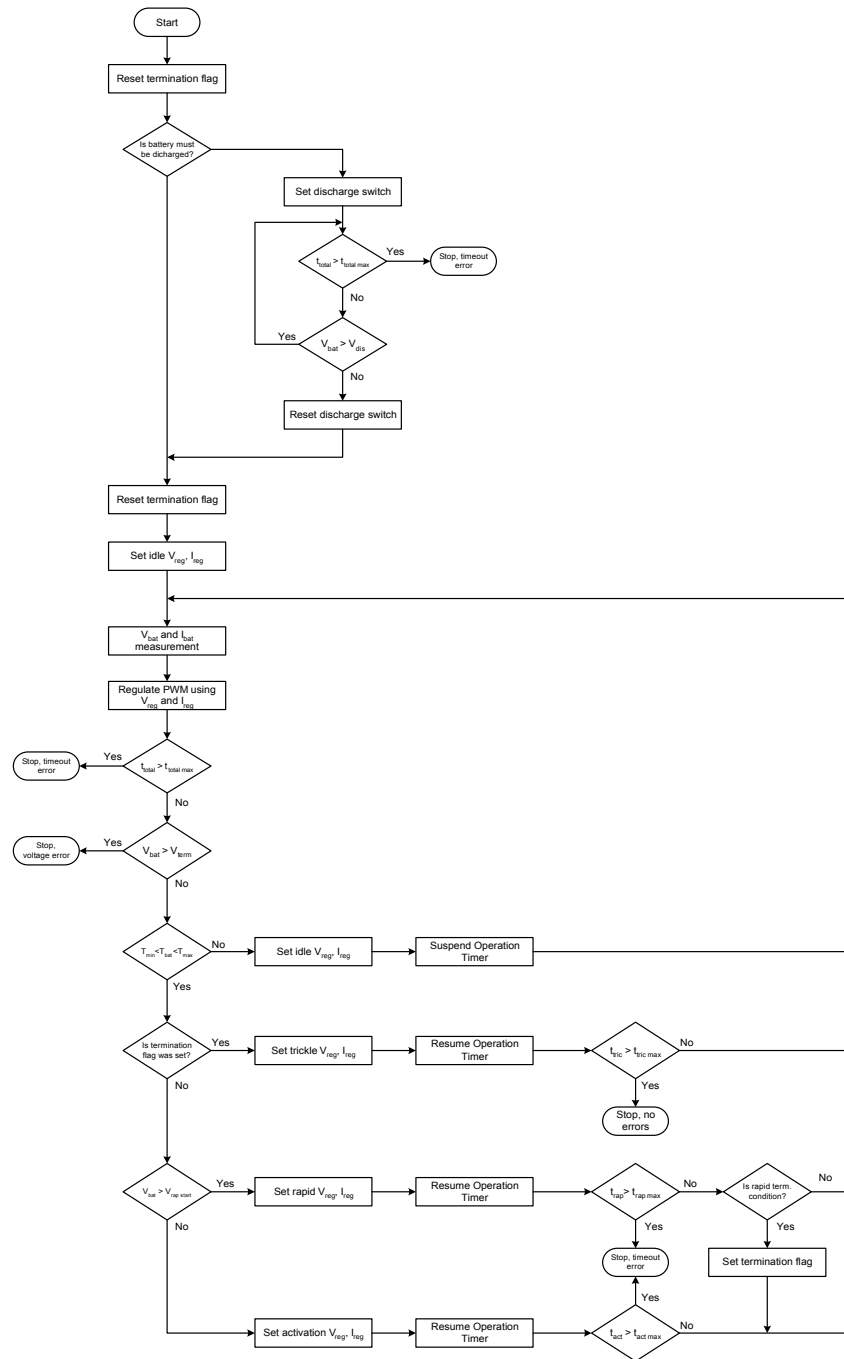 Start
Reset termination flag
Is battery must
be dicharged?
Set discharge switch
t_total > t_total max
Yes
Stop, timeout
error
No
Yes
V_bat > V_dis
No
Reset discharge switch
Reset termination flag
Set idle V_reg, I_reg
V_bat and I_bat
measurement
Regulate PWM using
V_reg and I_reg
Stop, timeout
error
Yes
t_total > t_total max
No
Stop,
voltage error
Yes
V_bat > V_term
No
T_min<T_bat<T_max
No
Set idle V_reg, I_reg
Suspend Operation
Timer
Yes
Is termination
flag was set?
Yes
Set trickle V_reg, I_reg
Resume Operation
Timer
t_tric > t_tric max
No
Yes
Stop, no
errors
No
V_bat > V_rap start
Yes
Set rapid V_reg, I_reg
Resume Operation
Timer
t_rap > t_rap max
No
Is rapid term.
condition?
No
Yes
Yes
Stop, timeout
error
Set termination flag
No
Yes
Set activation V_reg, I_reg
Resume Operation
Timer
t_act > t_act max
No